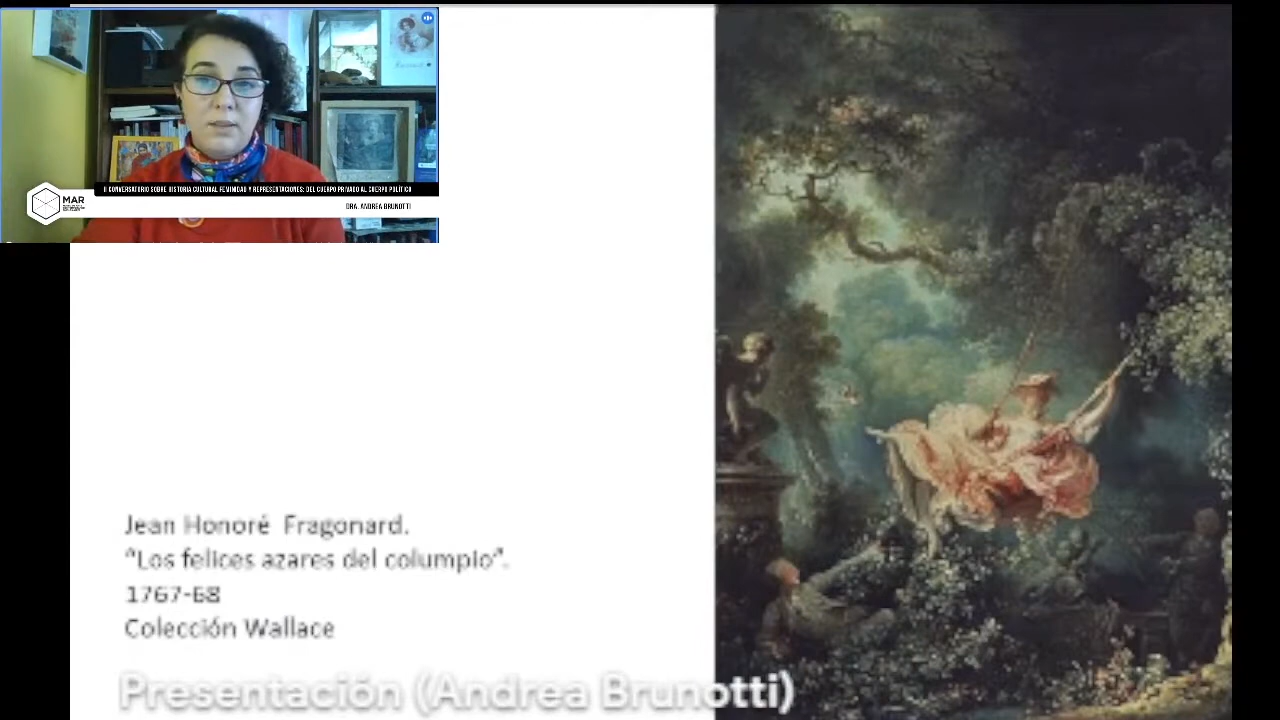 II CONVERSATORIO SOBRE HISTORIA CULTURAL FEMINIDAD Y REPRESENTACIONES: DEL CUERPO PRIVADO AL CUERPO POLÍTICO
MAR
DRA. ANDREA BRUNOTTI
Jean Honoré Fragonard.
“Los felices azares del columpio”.
1767-68
Colección Wallace
Presentación (Andrea Brunotti)